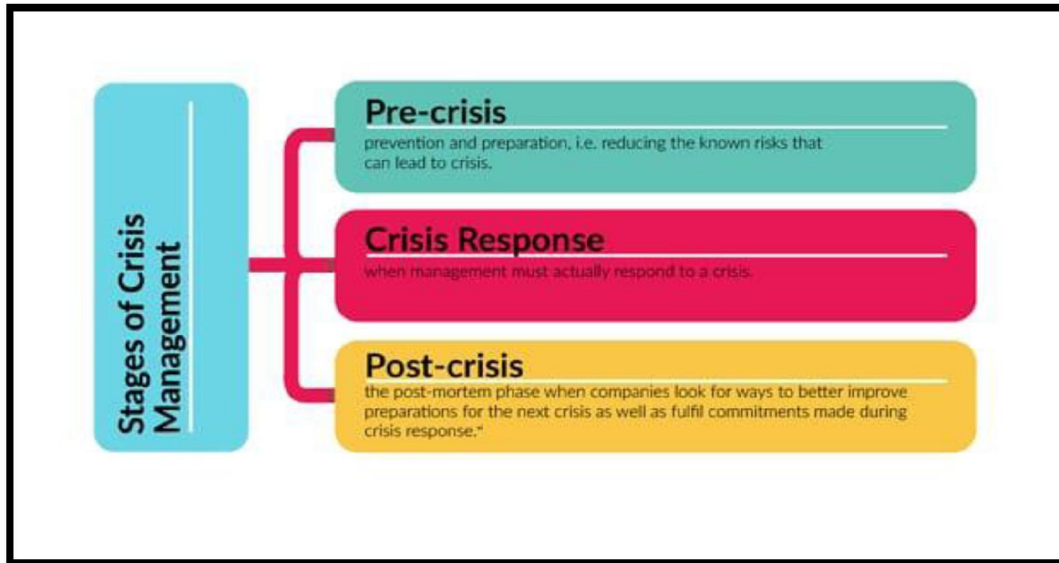 Stages of Crisis
Management
Pre-crisis
prevention and preparation, i.e. reducing the known risks that
can lead to crisis.
Crisis Response
when management must actually respond to a crisis.
Post-crisis
the post-mortem phase when companies look for ways to better improve
preparations for the next crisis as well as fulfil commitments made during
crisis response."